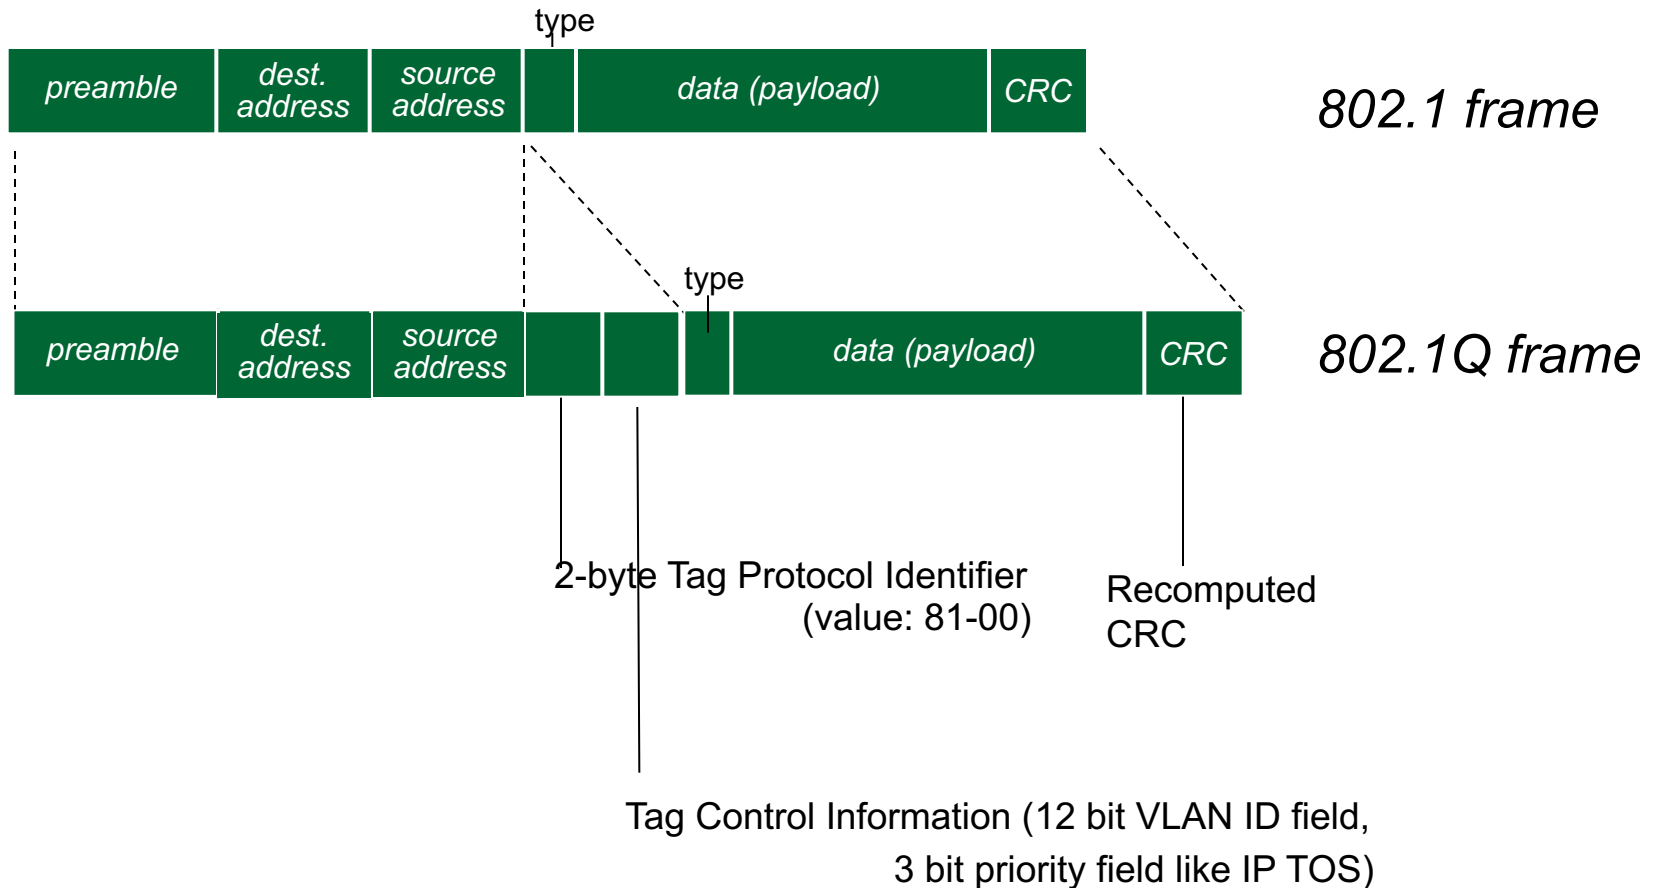 type
preamble
dest.
address
source
address
data (payload)
CRC
802.1 frame
type
preamble
dest.
address
source
address
data (payload)
CRC
802.1Q frame
2-byte Tag Protocol Identifier
(value: 81-00)
Recomputed
CRC
Tag Control Information (12 bit VLAN ID field,
3 bit priority field like IP TOS)